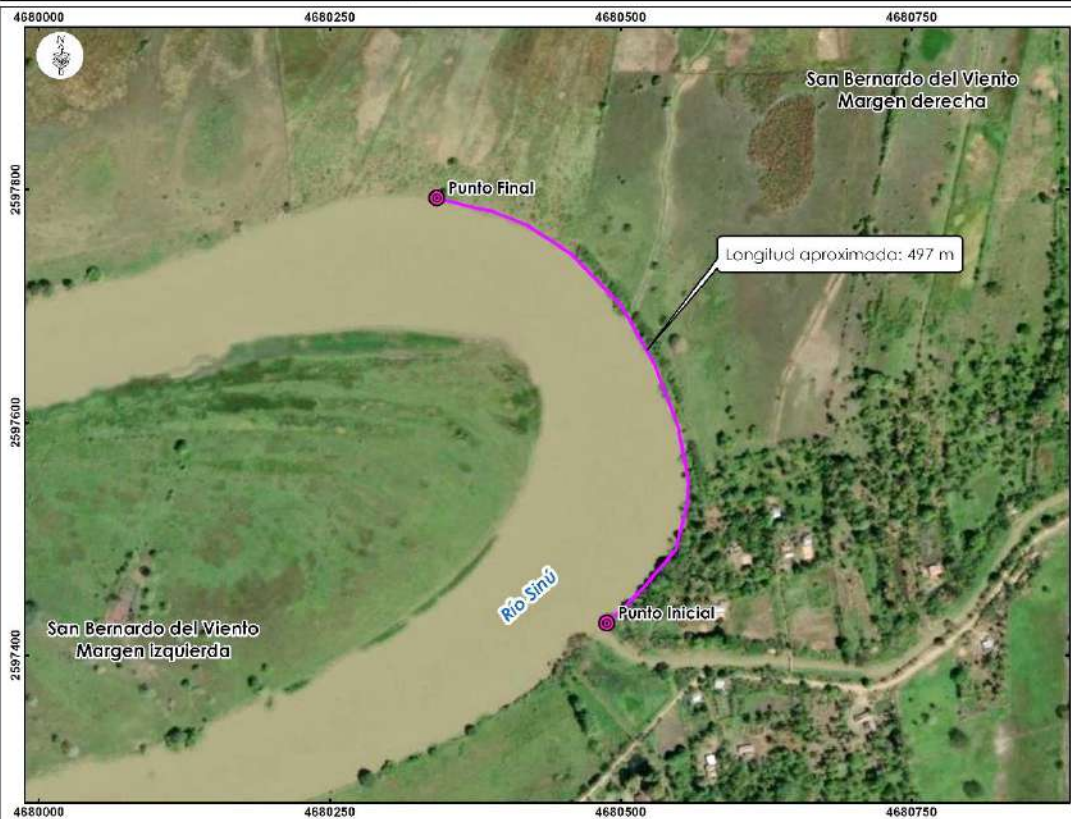 4680000 4680250 4680500 4680750
N
San Bernardo del Viento
Margen derecha
2597800
Punto Final
Longitud aproximada: 497 m
2597600
Río Sinú
Punto Inicial
San Bernardo del Viento
Margen izquierda
2597400
4680000 4680250 4680500 4680750